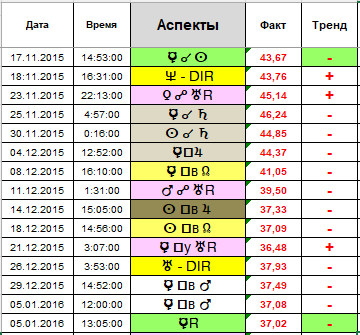 Дата Время Аспекты Факт Тренд
17.11.2015 14:53:00 ☿ ☌ ☉ 43,67 -
18.11.2015 16:31:00 ♆ - DIR 43,76 +
23.11.2015 22:13:00 ♀ ☍ ♅R 45,14 +
25.11.2015 4:57:00 ☿ ☌ ♄ 46,24 -
30.11.2015 0:16:00 ☉ ☌ ♄ 44,85 -
04.12.2015 12:52:00 ☿□♃ 44,37 -
08.12.2015 16:10:00 ☿ □В ☊ 41,05 -
11.12.2015 1:31:00 ♂ ☍ ♅R 39,50 -
14.12.2015 15:05:00 ☉ □В ♃ 37,33 -
18.12.2015 14:56:00 ☉ □В ☊ 37,09 -
21.12.2015 3:07:00 ☿ □У ♅R 36,48 +
26.12.2015 3:53:00 ♅ - DIR 37,93 -
29.12.2015 14:52:00 ☿ □В ♂ 37,49 -
05.01.2016 12:00:00 ☿ □В ♂ 37,08 -
05.01.2016 13:05:00 ☿R 37,02 -